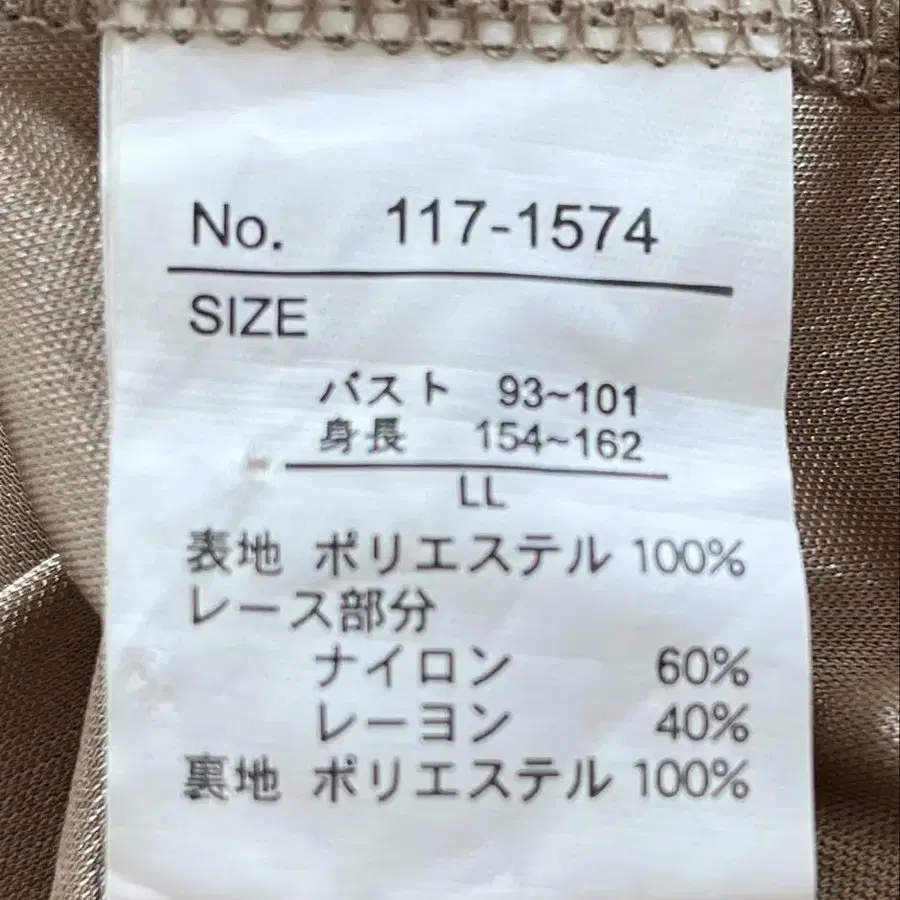 No. 117-1574
SIZE
バスト 93~101
身長 154~162
LL
表地 ポリエステル 100%
レース部分
ナイロン 60%
レーヨン 40%
裏地 ポリエステル 100%